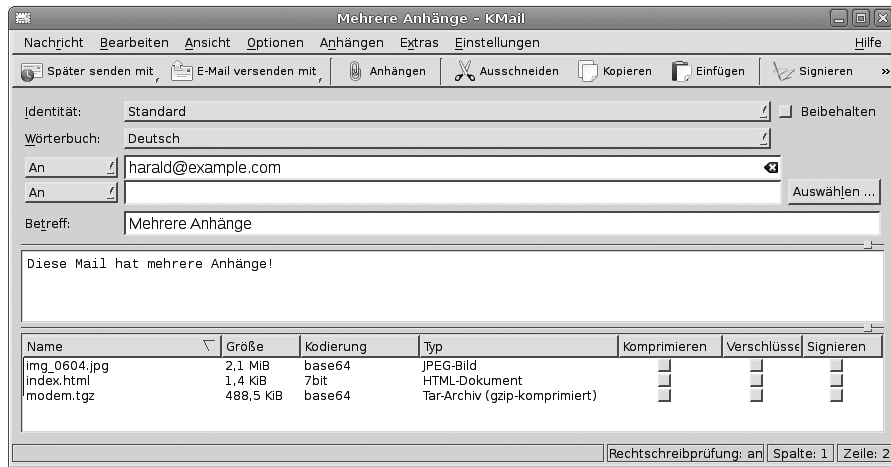 Mehrere Anhänge – KMail
Nachricht Bearbeiten Ansicht Optionen Anhängen Extras Einstellungen Hilfe
Später senden mit E-Mail versenden mit Anhängen Ausschneiden Kopieren Einfügen Signieren »
Identität: Standard Beibehalten
Wörterbuch: Deutsch
An harald@example.com
An Auswählen ...
Betreff: Mehrere Anhänge
Diese Mail hat mehrere Anhänge!
Name Größe Kodierung Typ Komprimieren Verschlüsse Signieren
img_0604.jpg 2,1 MiB base64 JPEG-Bild
index.html 1,4 KiB 7bit HTML-Dokument
modem.tgz 488,5 KiB base64 Tar-Archiv (gzip-komprimiert)
Rechtschreibprüfung: an Spalte: 1 Zeile: 2